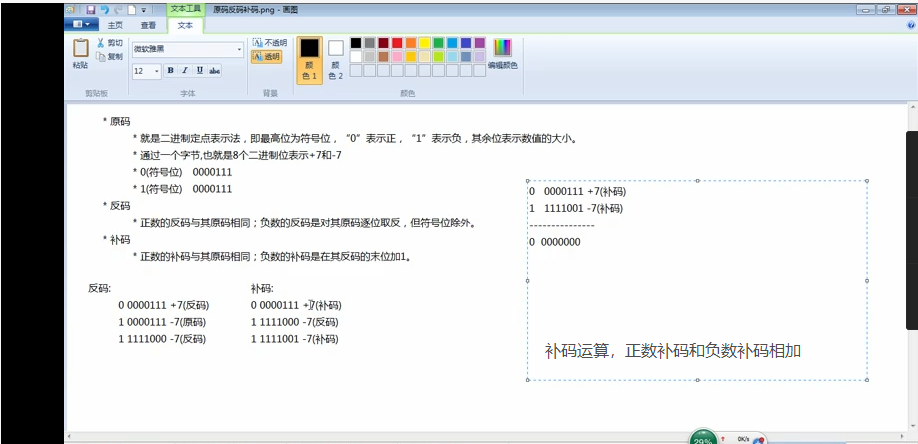 文本工具 原码反码补码.png - 画图
主页 查看 文本
粘贴 剪切 复制
微软雅黑
12 B I U abc
不透明
透明
颜色 1 颜色 2 编辑颜色
剪贴板 字体 背景 颜色
* 原码
* 就是二进制定点表示法，即最高位为符号位，“0”表示正，“1”表示负，其余位表示数值的大小。
* 通过一个字节,也就是8个二进制位表示+7和-7
* 0(符号位) 0000111
* 1(符号位) 0000111
* 反码
* 正数的反码与其原码相同；负数的反码是对其原码逐位取反，但符号位除外。
* 补码
* 正数的补码与其原码相同；负数的补码是在其反码的末位加1。
反码:
0 0000111 +7(反码)
1 0000111 -7(原码)
1 1111000 -7(反码)
补码:
0 0000111 +7(补码)
1 1111000 -7(反码)
1 1111001 -7(补码)
0 0000111 +7(补码)
1 1111001 -7(补码)
---------------
0 0000000
补码运算，正数补码和负数补码相加
29% 0K/s